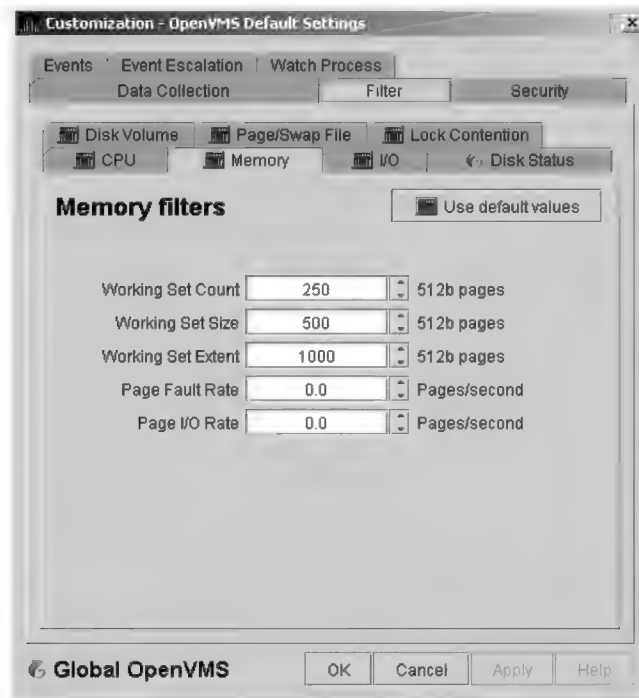 Customization - OpenVMS Default Settings
Events Event Escalation Watch Process
Data Collection Filter Security
Disk Volume Page/Swap File Lock Contention
CPU Memory I/O Disk Status
Memory filters Use default values
Working Set Count 250 512b pages
Working Set Size 500 512b pages
Working Set Extent 1000 512b pages
Page Fault Rate 0.0 Pages/second
Page I/O Rate 0.0 Pages/second
Global OpenVMS OK Cancel Apply Help